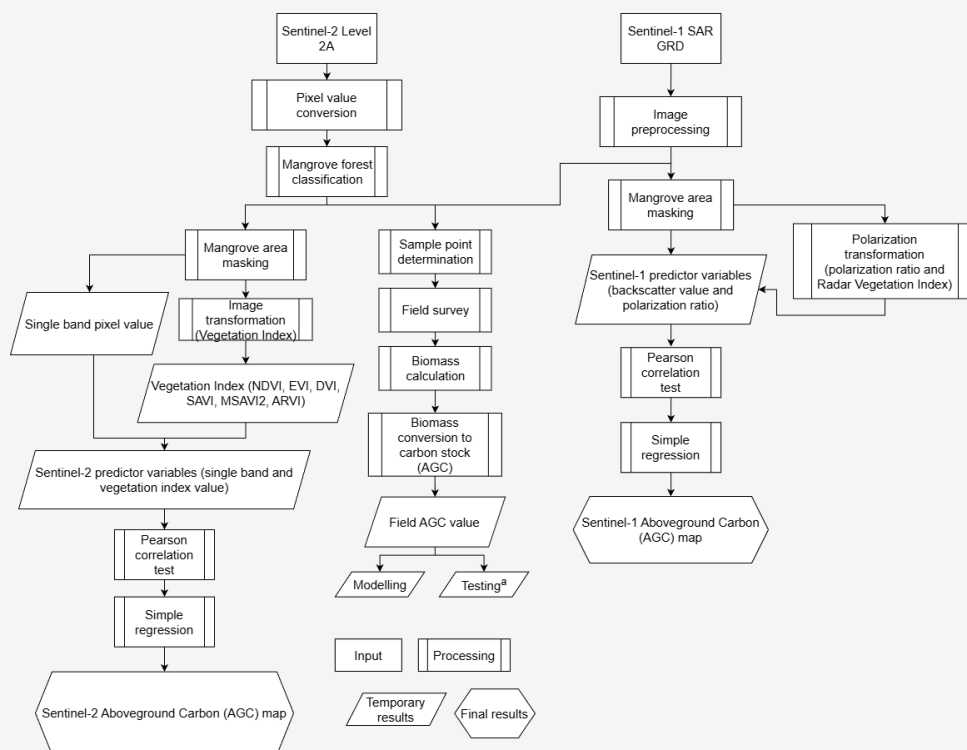 Sentinel-2 Level
2A
Sentinel-1 SAR
GRD
Pixel value
conversion
Image
preprocessing
Mangrove forest
classification
Mangrove area
masking
Mangrove area
masking
Sample point
determination
Polarization
transformation
(polarization ratio and
Radar Vegetation Index)
Sentinel-1 predictor variables
(backscatter value and
polarization ratio)
Single band pixel value
Image
transformation
(Vegetation Index)
Field survey
Biomass
calculation
Pearson
correlation
test
Vegetation Index (NDVI, EVI, DVI,
SAVI, MSAVI2, ARVI)
Biomass
conversion to
carbon stock
(AGC)
Simple
regression
Sentinel-2 predictor variables (single band and
vegetation index value)
Field AGC value
Sentinel-1 Aboveground Carbon
(AGC) map
Pearson
correlation
test
Modelling
Testingª
Simple
regression
Input
Processing
Sentinel-2 Aboveground Carbon (AGC) map
Temporary
results
Final results